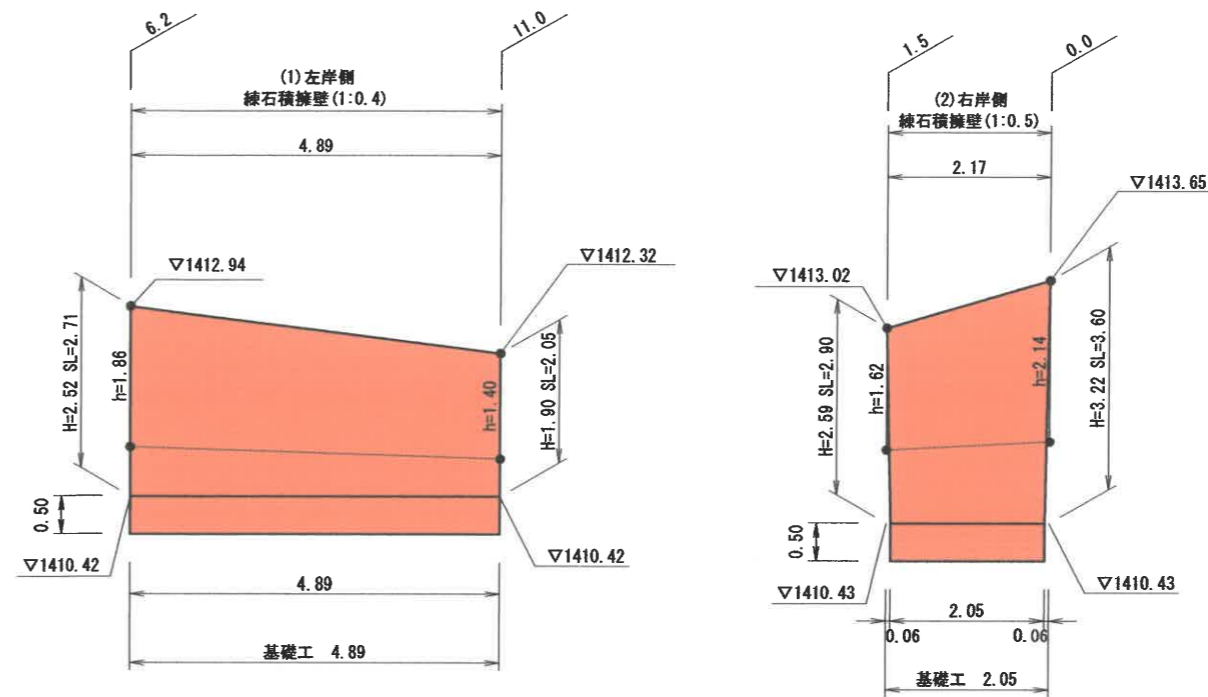 6.2
11.0
(1)左岸側
練石積擁壁(1:0.4)
4.89
▽1412.94
▽1412.32
H=2.52 SL=2.71
h=1.86
h=1.40
H=1.90 SL=2.05
0.50
▽1410.42
▽1410.42
4.89
基礎工 4.89
1.5
0.0
(2)右岸側
練石積擁壁(1:0.5)
2.17
▽1413.65
▽1413.02
H=2.59 SL=2.90
h=1.62
h=2.14
H=3.22 SL=3.60
0.50
▽1410.43
▽1410.43
2.05
0.06
0.06
基礎工 2.05